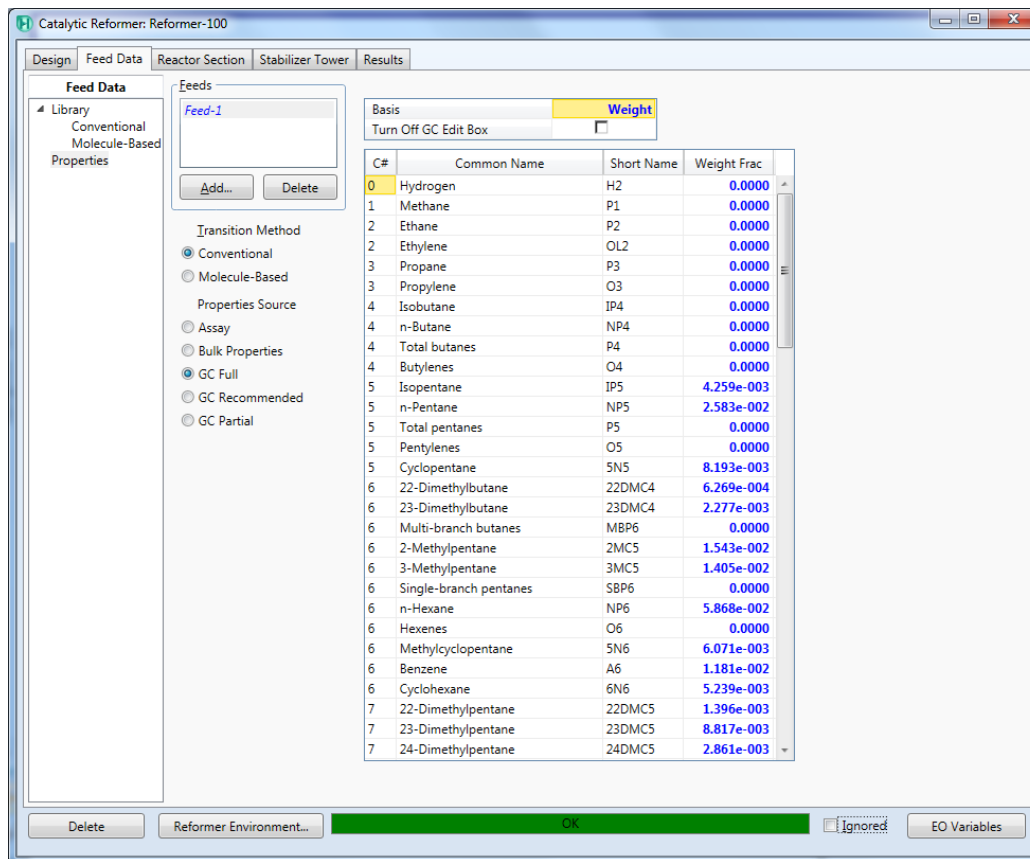 Catalytic Reformer: Reformer-100
Design Feed Data Reactor Section Stabilizer Tower Results
Feed Data
Library
Conventional
Molecule-Based
Properties
Feeds
Feed-1
Add... Delete
Transition Method
Conventional
Molecule-Based
Properties Source
Assay
Bulk Properties
GC Full
GC Recommended
GC Partial
Basis Weight
Turn Off GC Edit Box
C# Common Name Short Name Weight Frac
0 Hydrogen H2 0.0000
1 Methane P1 0.0000
2 Ethane P2 0.0000
2 Ethylene OL2 0.0000
3 Propane P3 0.0000
3 Propylene O3 0.0000
4 Isobutane IP4 0.0000
4 n-Butane NP4 0.0000
4 Total butanes P4 0.0000
4 Butylenes O4 0.0000
5 Isopentane IP5 4.259e-003
5 n-Pentane NP5 2.583e-002
5 Total pentanes P5 0.0000
5 Pentylenes O5 0.0000
5 Cyclopentane 5N5 8.193e-003
6 22-Dimethylbutane 22DMC4 6.269e-004
6 23-Dimethylbutane 23DMC4 2.277e-003
6 Multi-branch butanes MBP6 0.0000
6 2-Methylpentane 2MC5 1.543e-002
6 3-Methylpentane 3MC5 1.405e-002
6 Single-branch pentanes SBP6 0.0000
6 n-Hexane NP6 5.868e-002
6 Hexenes O6 0.0000
6 Methylcyclopentane 5N6 6.071e-003
6 Benzene A6 1.181e-002
6 Cyclohexane 6N6 5.239e-003
7 22-Dimethylpentane 22DMC5 1.396e-003
7 23-Dimethylpentane 23DMC5 8.817e-003
7 24-Dimethylpentane 24DMC5 2.861e-003
Delete Reformer Environment... OK Ignored EO Variables